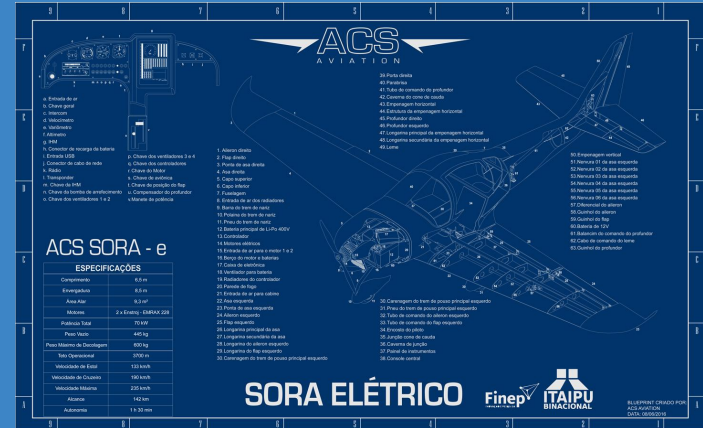 ACS
AVIATION
a. Entrada de ar
b. Chave geral
c. Intercom
d. Velocímetro
e. Variômetro
f. Altímetro
g. IHM
h. Conector de recarga da bateria
i. Entrada USB
j. Conector de cabo de rede
k. Rádio
l. Transponder
m. Chave do IHM
n. Chave da bomba de arrefecimento
o. Chave dos ventiladores 1 e 2
p. Chave dos ventiladores 3 e 4
q. Chave dos controladores
r. Chave do Motor
s. Chave de aviônica
t. Chave de posição do flap
u. Compensador do profundor
v. Manete de potência
1. Aileron direito
2. Flap direito
3. Ponta de asa direita
4. Asa direita
5. Capo superior
6. Capo inferior
7. Fuselagem
8. Entrada de ar dos radiadores
9. Barra do trem de nariz
10. Polaina do trem de nariz
11. Pneu do trem de nariz
12. Bateria principal de Li-Po 400V
13. Controlador
14. Motores elétricos
15. Entrada de ar para o motor 1 e 2
16. Berço do motor e baterias
17. Caixa de eletrônica
18. Ventilador para bateria
19. Radiadores do controlador
20. Parede de fogo
21. Entrada de ar para cabine
22. Asa esquerda
23. Ponta de asa esquerda
24. Aileron esquerdo
25. Flap esquerdo
26. Longarina principal da asa
27. Longarina secundária da asa
28. Longarina do aileron esquerdo
29. Longarina do flap esquerdo
30. Carenagem do trem de pouso principal esquerdo
30. Carenagem do trem de pouso principal esquerdo
31. Pneu do trem de pouso principal esquerdo
32. Tubo de comando do aileron esquerdo
33. Tubo de comando do flap esquerdo
34. Encosto do piloto
35. Junção cone de cauda
36. Caverna de junção
37. Painel de instrumentos
38. Console central
39. Porta direita
40. Parabrisa
41. Tubo de comando do profundor
42. Caverna do cone de cauda
43. Empenagem horizontal
44. Estrutura da empenagem horizontal
45. Profundor direito
46. Profundor esquerdo
47. Longarina principal da empenagem horizontal
48. Longarina secundária da empenagem horizontal
49. Leme
50. Empenagem vertical
51. Nervura 01 da asa esquerda
52. Nervura 02 da asa esquerda
53. Nervura 03 da asa esquerda
54. Nervura 04 da asa esquerda
55. Nervura 05 da asa esquerda
56. Nervura 06 da asa esquerda
57. Diferencial do aileron
58. Guinhol do aileron
59. Guinhol do flap
60. Bateria de 12V
61. Balancim do comando do profundor
62. Cabo de comando do leme
63. Guinhol do profundor
ACS SORA - e
ESPECIFICAÇÕES
Comprimento 6,5 m
Envergadura 8,5 m
Área Alar 9,3 m²
Motores 2 x Enstroj - EMRAX 228
Potência Total 70 kW
Peso Vazio 445 kg
Peso Máximo de Decolagem 600 kg
Teto Operacional 3700 m
Velocidade de Estol 133 km/h
Velocidade de Cruzeiro 190 km/h
Velocidade Máxima 235 km/h
Alcance 142 km
Autonomia 1 h 30 min
SORA ELÉTRICO
Finep
ITAIPU
BINACIONAL
BLUEPRINT CRIADO POR
ACS AVIATION
DATA: 08/06/2016